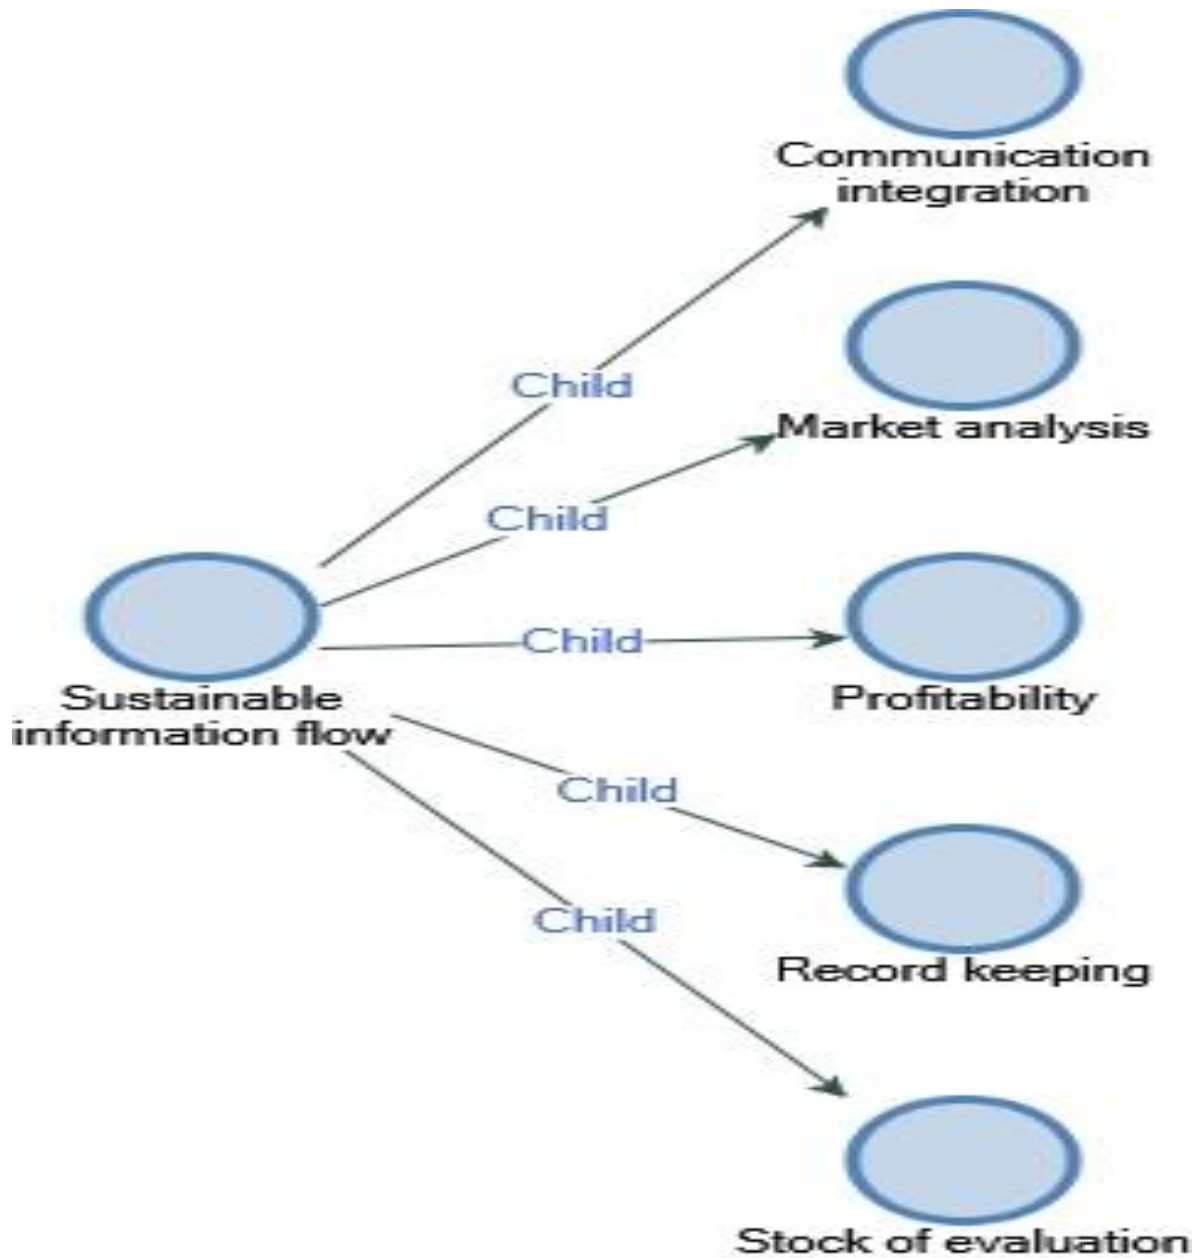 Communication
integration
Child
Market analysis
Child
Sustainable
information flow
Child
Profitability
Child
Record keeping
Child
Stock of evaluation